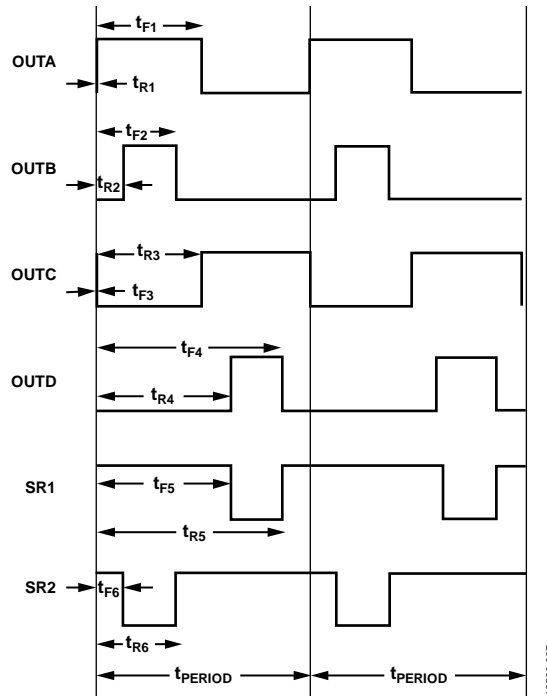 tF1
OUTA
tR1
tF2
OUTB
tR2
tR3
OUTC
tF3
tF4
OUTD
tR4
SR1
tF5
tR5
SR2
tF6
tR6
tPERIOD tPERIOD